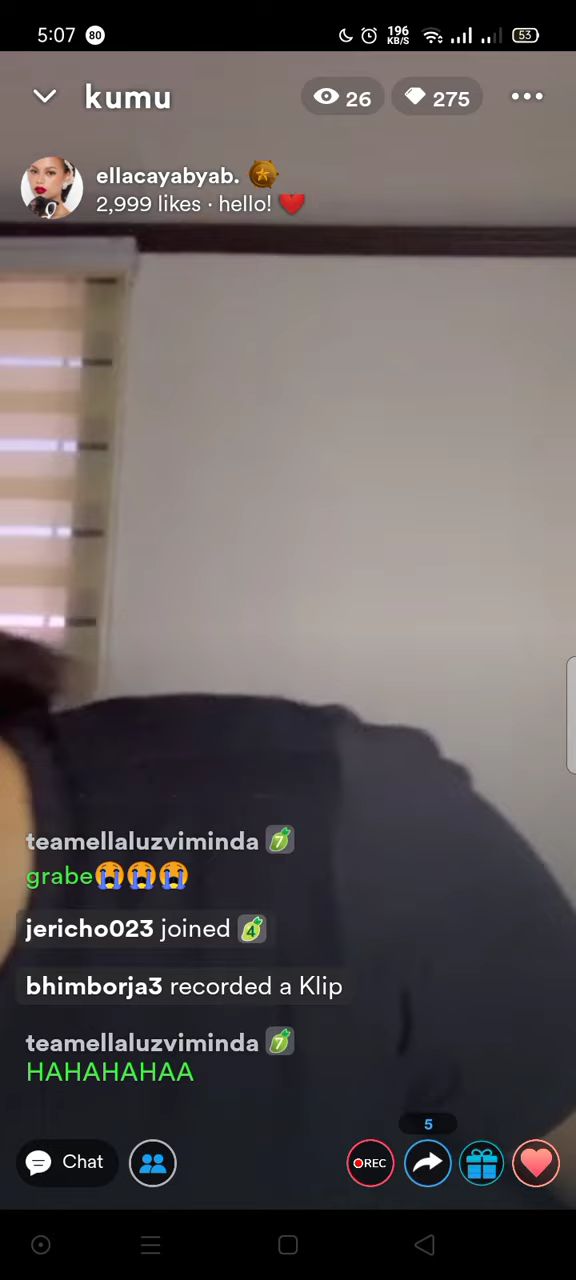 5:07 80 196 KB/S 53
kumu 26 275
ellacayabyab.
2,999 likes · hello! ❤️
teamellaluzviminda 7
grabe😭😭😭
jericho023 joined 4
bhimborja3 recorded a Klip
teamellaluzviminda 7
HAHAHAHAA
5
Chat REC